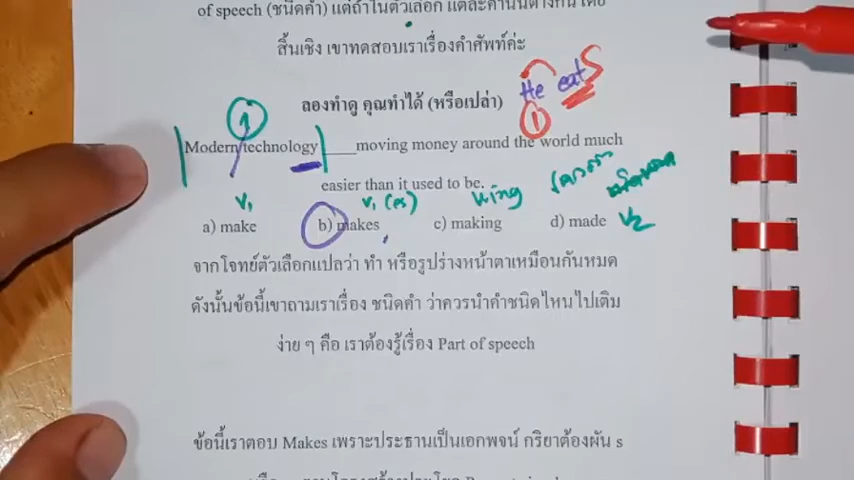 of speech (ชนิดคำ) แต่ถ้าในตัวเลือก แต่ละคำนั้นต่างกัน โดย
สิ้นเชิง เขาทดสอบเราเรื่องคำศัพท์ค่ะ
He eatS
ลองทำดู คุณทำได้ (หรือเปล่า)
1
1
Modern technology ____moving money around the world much
easier than it used to be.
V1
V1 (es)
Ving
V2
a) make b) makes c) making d) made
จากโจทย์ตัวเลือกแปลว่า ทำ หรือรูปร่างหน้าตาเหมือนกันหมด
ดังนั้นข้อนี้เขาถามเราเรื่อง ชนิดคำ ว่าควรนำคำชนิดไหนไปเติม
ง่าย ๆ คือ เราต้องรู้เรื่อง Part of speech
ข้อนี้เราตอบ Makes เพราะประธานเป็นเอกพจน์ กริยาต้องผัน s